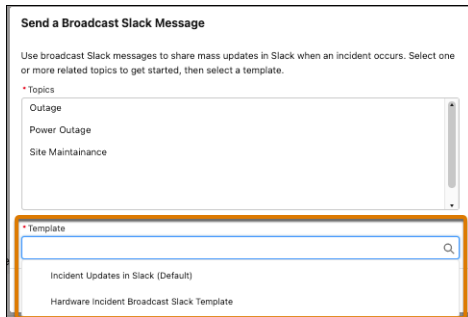 Send a Broadcast Slack Message
Use broadcast Slack messages to share mass updates in Slack when an incident occurs. Select one
or more related topics to get started, then select a template.
* Topics
Outage
Power Outage
Site Maintainance
* Template
Incident Updates in Slack (Default)
Hardware Incident Broadcast Slack Template